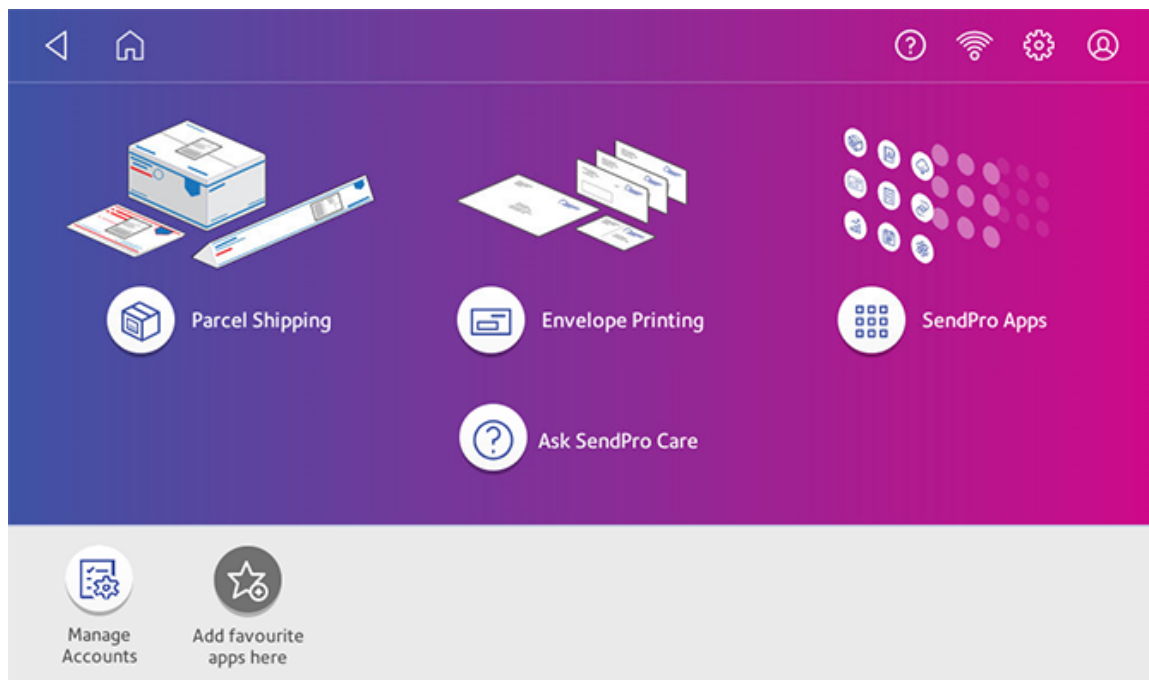 Parcel Shipping
Envelope Printing
SendPro Apps
Ask SendPro Care
Manage
Accounts
Add favourite
apps here